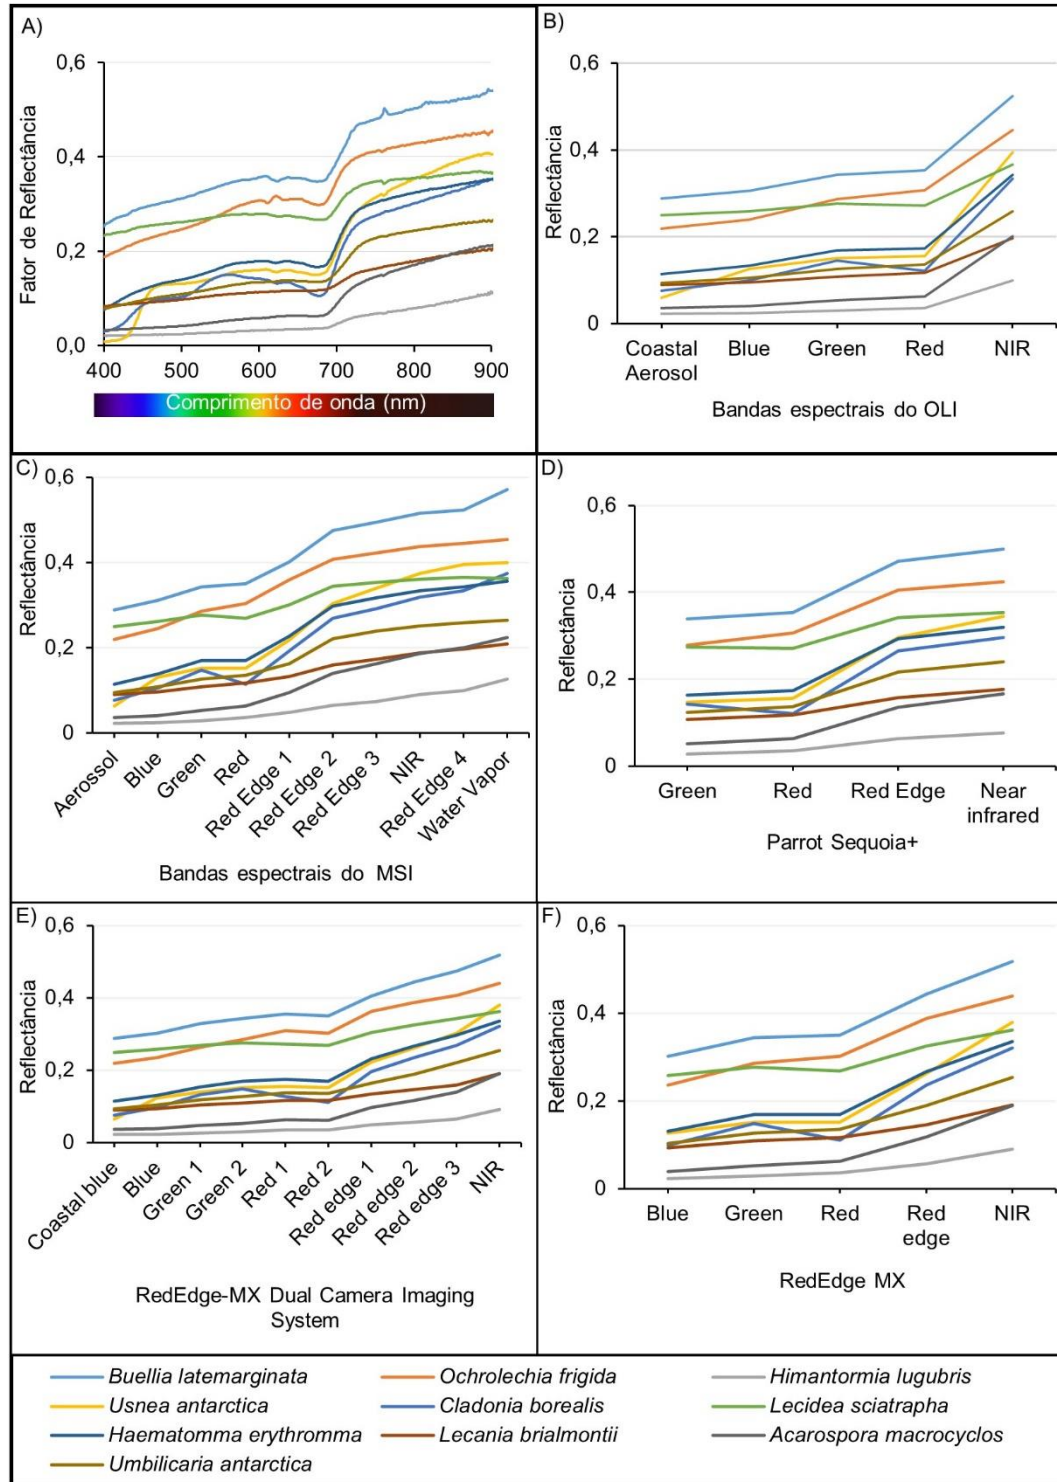 A)
0,6
0,4
0,2
0,0
Fator de Reflectância
400 500 600 700 800 900
Comprimento de onda (nm)
B)
0,6
0,4
0,2
0
Reflectância
Coastal Aerosol Blue Green Red NIR
Bandas espectrais do OLI
C)
0,6
0,4
0,2
0
Reflectância
Aerossol Blue Green Red Red Edge 1 Red Edge 2 Red Edge 3 NIR Red Edge 4 Water Vapor
Bandas espectrais do MSI
D)
0,6
0,4
0,2
0
Reflectância
Green Red Red Edge Near infrared
Parrot Sequoia+
E)
0,6
0,4
0,2
0
Reflectância
Coastal blue Blue Green 1 Green 2 Red 1 Red 2 Red edge 1 Red edge 2 Red edge 3 NIR
RedEdge-MX Dual Camera Imaging
System
F)
0,6
0,4
0,2
0
Reflectância
Blue Green Red Red edge NIR
RedEdge MX
Buellia latemarginata Ochrolechia frigida Himantormia lugubris
Usnea antarctica Cladonia borealis Lecidea sciatrapha
Haematomma erythromma Lecania brialmontii Acarospora macrocyclos
Umbilicaria antarctica